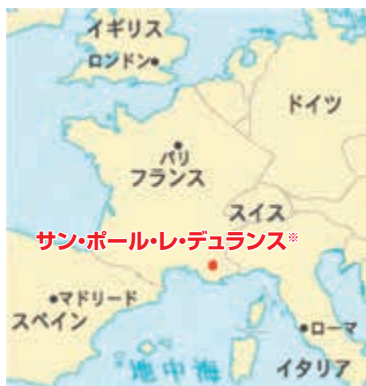 イギリス
ロンドン
ドイツ
パリ
フランス
スイス
サン・ポール・レ・デュランス※
マドリード
スペイン
ローマ
地中海
イタリア